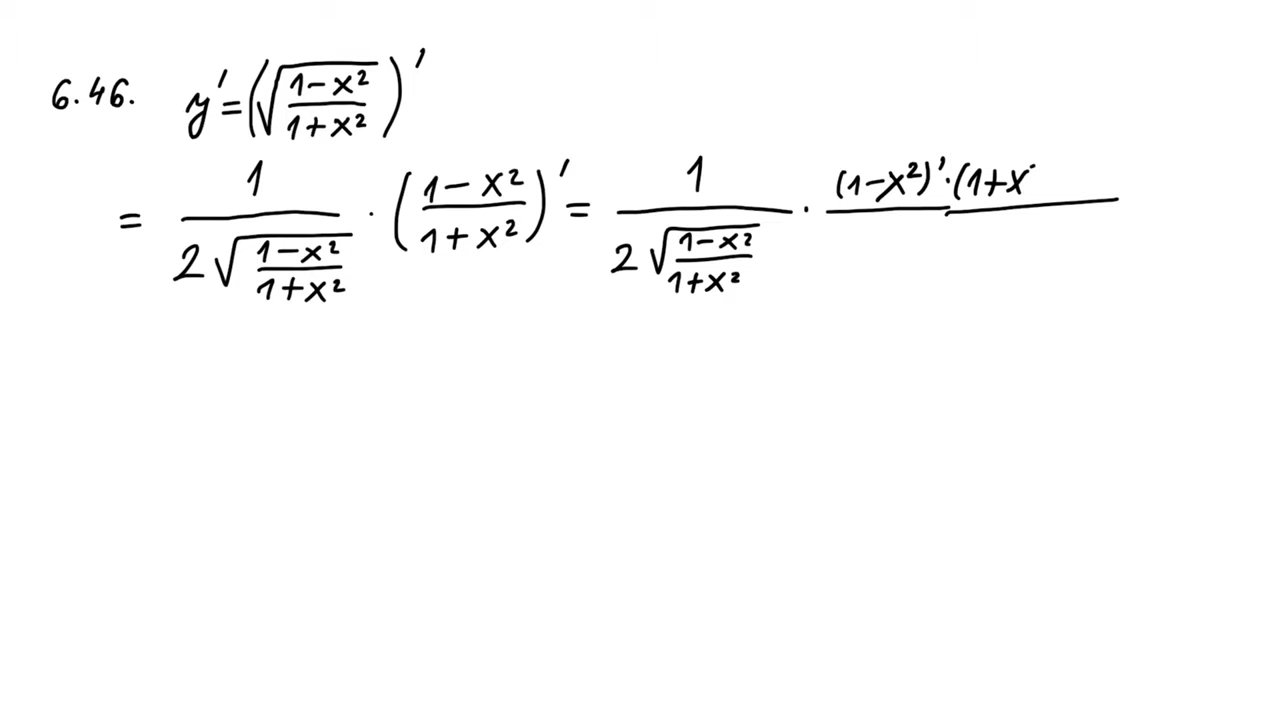 6.46. y' = (√((1-x²)/(1+x²)))'
= 1/(2√((1-x²)/(1+x²))) · ((1-x²)/(1+x²))' = 1/(2√((1-x²)/(1+x²))) · (1-x²)'·(1+x